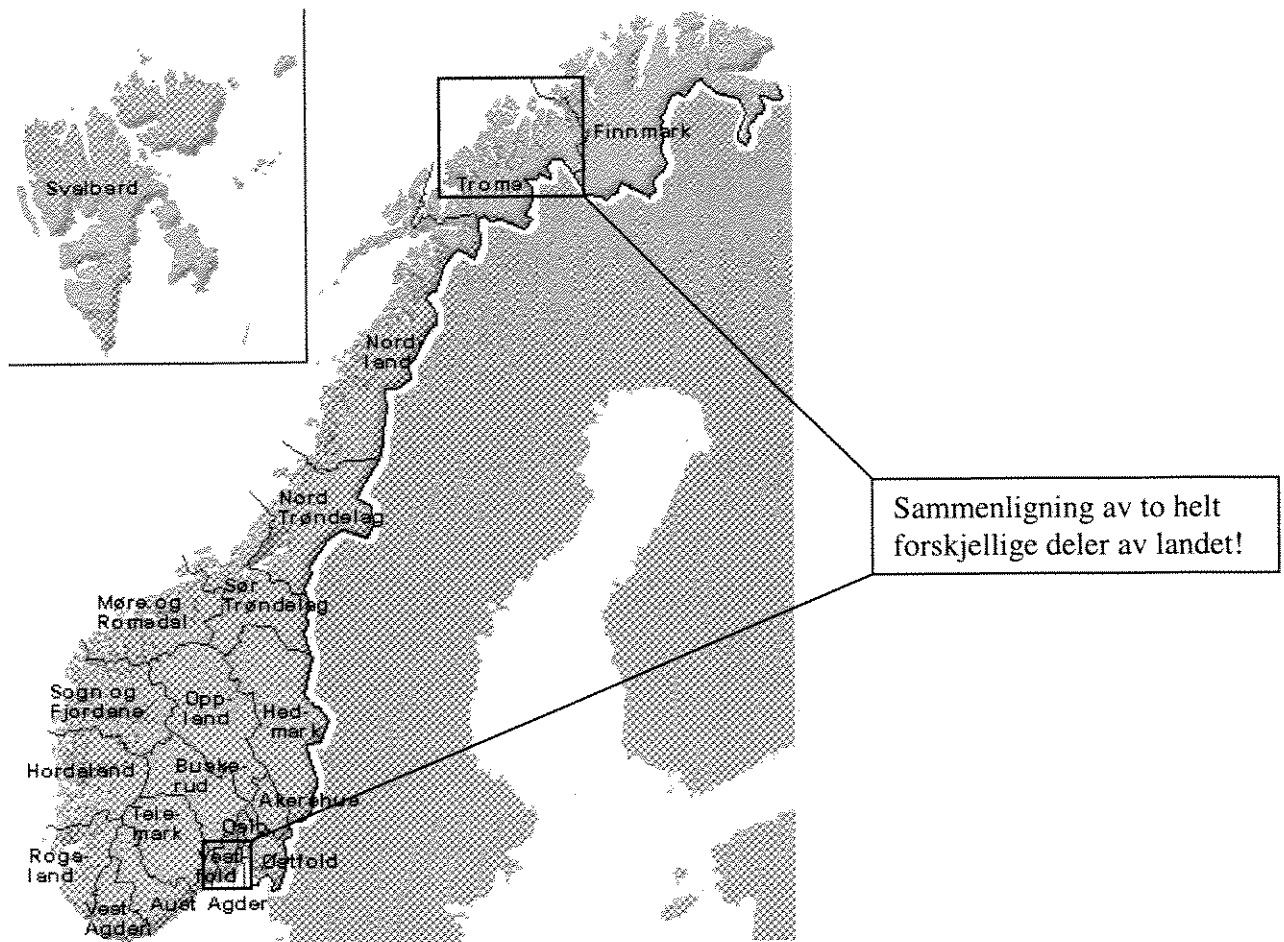 Svalbard
Finnmark
Troms
Nord-
land
Nord
Trøndelag
Sør
Trøndelag
Møre og
Romsdal
Sogn og
Fjordane
Opp-
land
Hed-
mark
Hordaland
Buske-
rud
Akershus
Tele-
mark
Oslo
Roga-
land
Vest-
fold
Østfold
Aust Agder
Vest-
Agder
Sammenligning av to helt
forskjellige deler av landet!